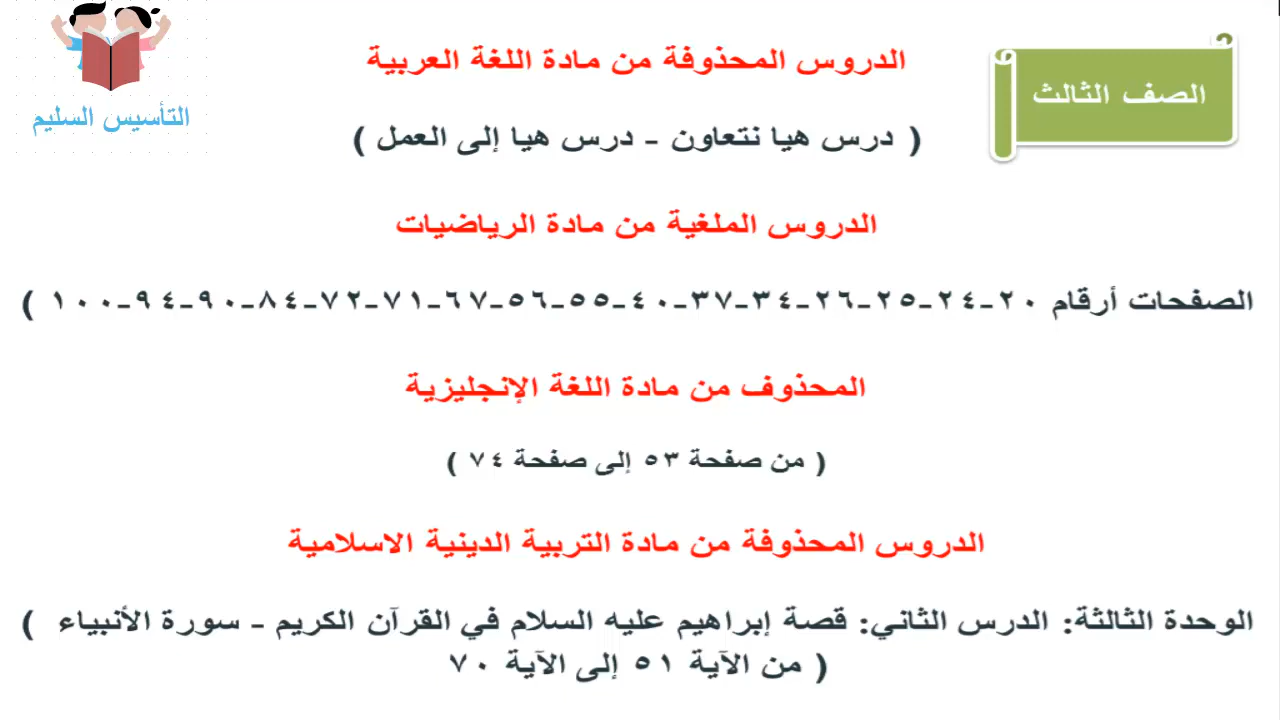 الصف الثالث
التأسيس السليم
الدروس المحذوفة من مادة اللغة العربية
( درس هيا نتعاون - درس هيا إلى العمل )
الدروس الملغية من مادة الرياضيات
الصفحات أرقام ٢٠-٢٤-٢٥-٢٦-٣٤-٣٧-٤٠-٥٥-٥٦-٦٧-٧١-٧٢-٨٤-٩٠-٩٤-١٠٠ )
المحذوف من مادة اللغة الإنجليزية
( من صفحة ٥٣ إلى صفحة ٧٤ )
الدروس المحذوفة من مادة التربية الدينية الاسلامية
الوحدة الثالثة: الدرس الثاني: قصة إبراهيم عليه السلام في القرآن الكريم - سورة الأنبياء )
( من الآية ٥١ إلى الآية ٧٠